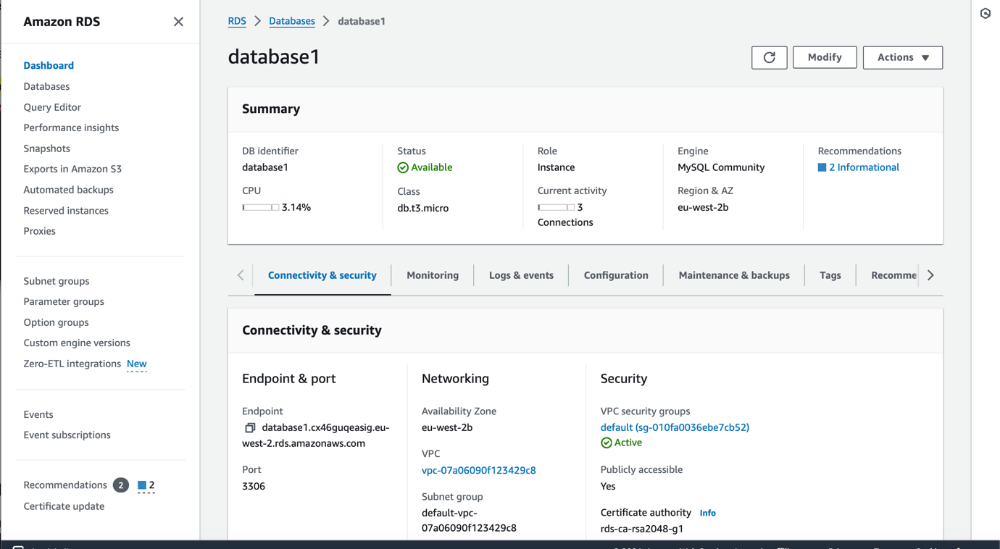 Amazon RDS
Dashboard
Databases
Query Editor
Performance insights
Snapshots
Exports in Amazon S3
Automated backups
Reserved instances
Proxies
Subnet groups
Parameter groups
Option groups
Custom engine versions
Zero-ETL integrations New
Events
Event subscriptions
Recommendations 2 2
Certificate update
RDS Databases database1
database1
Modify
Actions
Summary
DB identifier
database1
CPU
3.14%
Status
Available
Class
db.t3.micro
Role
Instance
Current activity
3
Connections
Engine
MySQL Community
Region & AZ
eu-west-2b
Recommendations
2 Informational
Connectivity & security Monitoring Logs & events Configuration Maintenance & backups Tags Recomme
Connectivity & security
Endpoint & port
Endpoint
database1.cx46guqeasig.eu-
west-2.rds.amazonaws.com
Port
3306
Networking
Availability Zone
eu-west-2b
VPC
vpc-07a06090f123429c8
Subnet group
default-vpc-
07a06090f123429c8
Security
VPC security groups
default (sg-010fa0036ebe7cb52)
Active
Publicly accessible
Yes
Certificate authority Info
rds-ca-rsa2048-g1